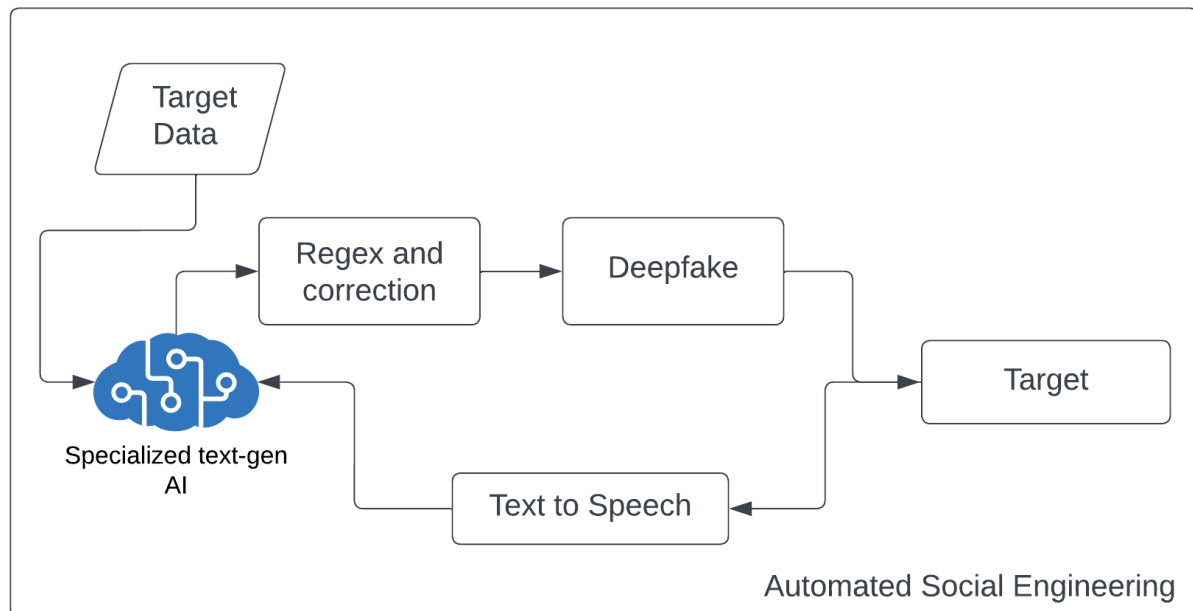 Target
Data
Regex and
correction
Deepfake
Target
Specialized text-gen
AI
Text to Speech
Automated Social Engineering